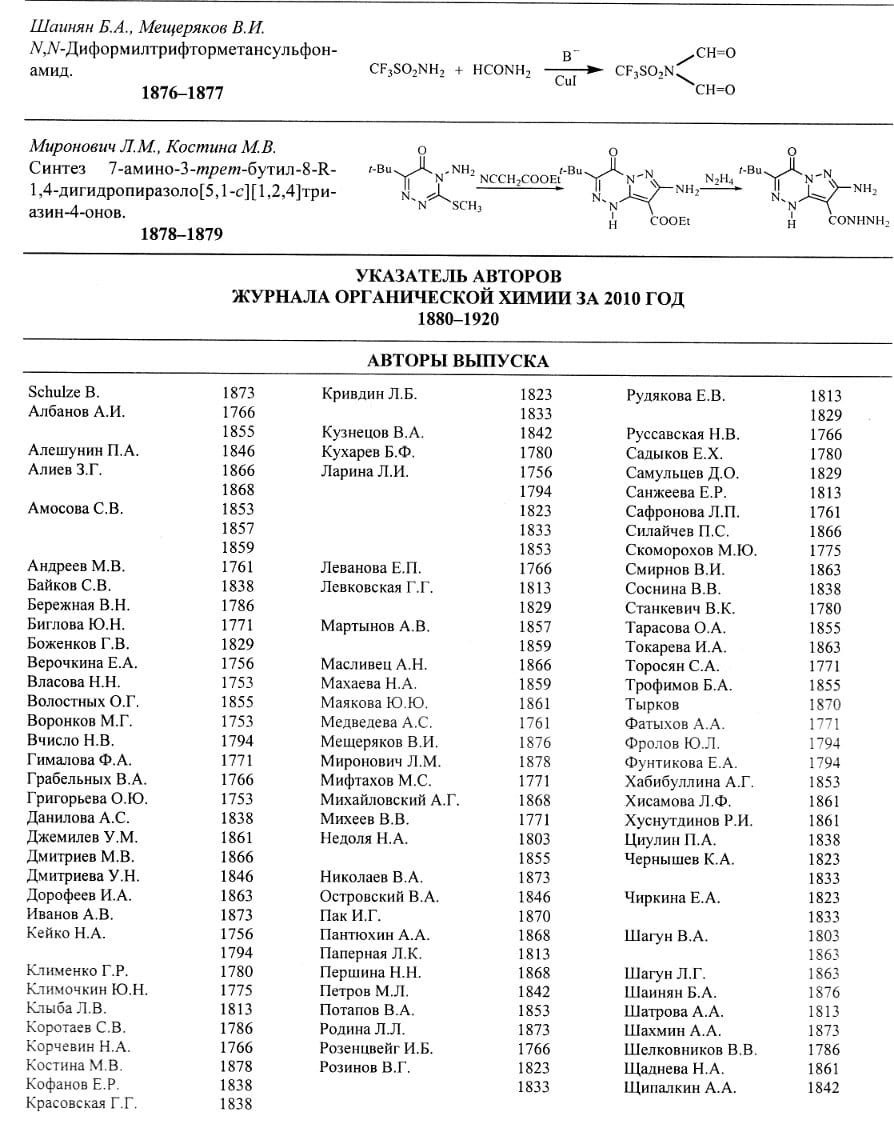 Шаинян Б.А., Мещеряков В.И.
N,N-Диформилтрифторметансульфон-
амид.
1876–1877
CF3SO2NH2 + HCONH2
B−
CuI
CF3SO2N
CH=O
CH=O
Миронович Л.М., Костина М.В.
Синтез 7-амино-3-трет-бутил-8-R-
1,4-дигидропиразоло[5,1-c][1,2,4]три-
азин-4-онов.
1878–1879
O
t-Bu
N
NH2
N
N
SCH3
NCCH2COOEt
O
t-Bu
N
N
N
N
H
NH2
COOEt
N2H4
O
t-Bu
N
N
N
N
H
NH2
CONHNH2
УКАЗАТЕЛЬ АВТОРОВ
ЖУРНАЛА ОРГАНИЧЕСКОЙ ХИМИИ ЗА 2010 ГОД
1880–1920
АВТОРЫ ВЫПУСКА
Schulze B. 1873
Албанов А.И. 1766
1855
Алешунин П.А. 1846
Алиев З.Г. 1866
1868
Амосова С.В. 1853
1857
1859
Андреев М.В. 1761
Байков С.В. 1838
Бережная В.Н. 1786
Биглова Ю.Н. 1771
Боженков Г.В. 1829
Верочкина Е.А. 1756
Власова Н.Н. 1753
Волостных О.Г. 1855
Воронков М.Г. 1753
Вчисло Н.В. 1794
Гималова Ф.А. 1771
Грабельных В.А. 1766
Григорьева О.Ю. 1753
Данилова А.С. 1838
Джемилев У.М. 1861
Дмитриев М.В. 1866
Дмитриева У.Н. 1846
Дорофеев И.А. 1863
Иванов А.В. 1873
Кейко Н.А. 1756
1794
Клименко Г.Р. 1780
Климочкин Ю.Н. 1775
Клыба Л.В. 1813
Коротаев С.В. 1786
Корчевин Н.А. 1766
Костина М.В. 1878
Кофанов Е.Р. 1838
Красовская Г.Г. 1838
Кривдин Л.Б. 1823
1833
Кузнецов В.А. 1842
Кухарев Б.Ф. 1780
Ларина Л.И. 1756
1794
1823
1833
1853
Леванова Е.П. 1766
Левковская Г.Г. 1813
1829
Мартынов А.В. 1857
1859
Масливец А.Н. 1866
Махаева Н.А. 1859
Маякова Ю.Ю. 1861
Медведева А.С. 1761
Мещеряков В.И. 1876
Миронович Л.М. 1878
Мифтахов М.С. 1771
Михайловский А.Г. 1868
Михеев В.В. 1771
Недоля Н.А. 1803
1855
Николаев В.А. 1873
Островский В.А. 1846
Пак И.Г. 1870
Пантюхин А.А. 1868
Паперная Л.К. 1813
Першина Н.Н. 1868
Петров М.Л. 1842
Потапов В.А. 1853
Родина Л.Л. 1873
Розенцвейг И.Б. 1766
Розинов В.Г. 1823
1833
Рудякова Е.В. 1813
1829
Руссавская Н.В. 1766
Садыков Е.Х. 1780
Самульцев Д.О. 1829
Санжеева Е.Р. 1813
Сафронова Л.П. 1761
Силайчев П.С. 1866
Скоморохов М.Ю. 1775
Смирнов В.И. 1863
Соснина В.В. 1838
Станкевич В.К. 1780
Тарасова О.А. 1855
Токарева И.А. 1863
Торосян С.А. 1771
Трофимов Б.А. 1855
Тырков 1870
Фатыхов А.А. 1771
Фролов Ю.Л. 1794
Фунтикова Е.А. 1794
Хабибуллина А.Г. 1853
Хисамова Л.Ф. 1861
Хуснутдинов Р.И. 1861
Циулин П.А. 1838
Чернышев К.А. 1823
1833
Чиркина Е.А. 1823
1833
Шагун В.А. 1803
1863
Шагун Л.Г. 1863
Шаинян Б.А. 1876
Шатрова А.А. 1813
Шахмин А.А. 1873
Шелковников В.В. 1786
Щаднева Н.А. 1861
Щипалкин А.А. 1842